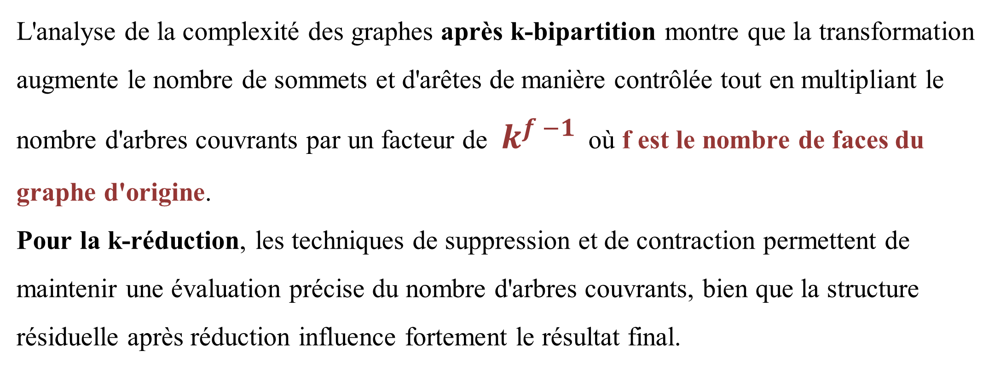 L'analyse de la complexité des graphes après k-bipartition montre que la transformation
augmente le nombre de sommets et d'arêtes de manière contrôlée tout en multipliant le
nombre d'arbres couvrants par un facteur de k^{f-1} où f est le nombre de faces du
graphe d'origine.
Pour la k-réduction, les techniques de suppression et de contraction permettent de
maintenir une évaluation précise du nombre d'arbres couvrants, bien que la structure
résiduelle après réduction influence fortement le résultat final.